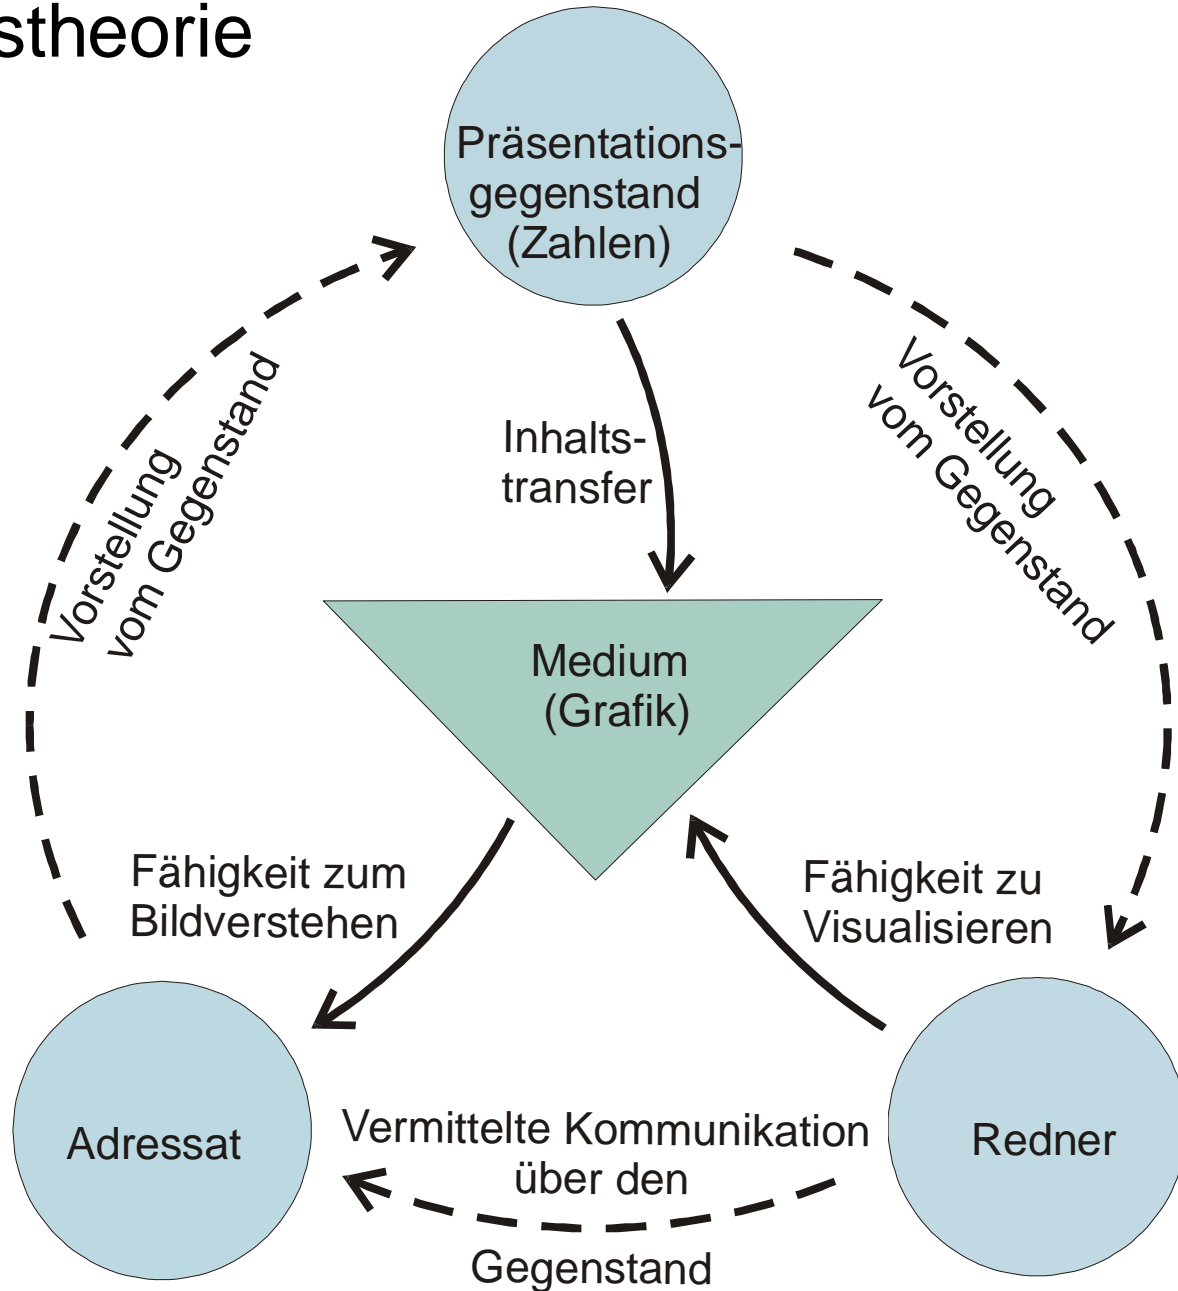 stheorie
Präsentations-
gegenstand
(Zahlen)
Vorstellung
vom Gegenstand
Inhalts-
transfer
Vorstellung
vom Gegenstand
Medium
(Grafik)
Fähigkeit zum
Bildverstehen
Fähigkeit zu
Visualisieren
Adressat
Vermittelte Kommunikation
über den
Gegenstand
Redner